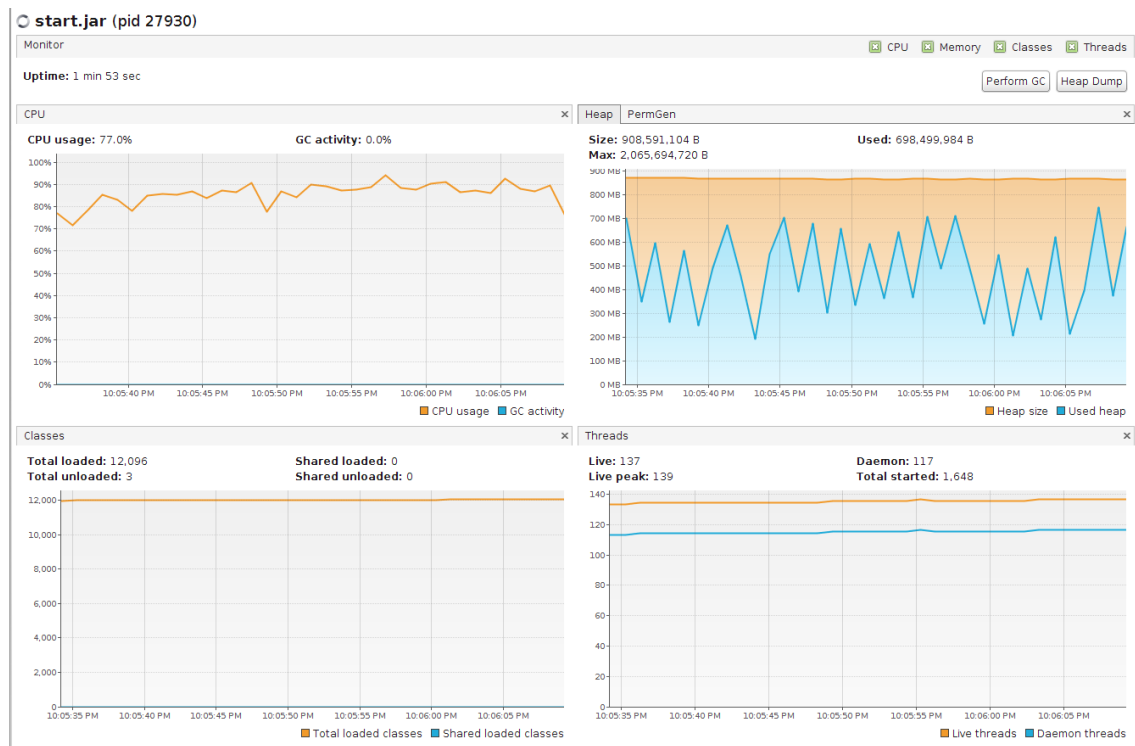 start.jar (pid 27930)
Monitor
CPU Memory Classes Threads
Uptime: 1 min 53 sec
Perform GC Heap Dump
CPU
CPU usage: 77.0% GC activity: 0.0%
100%
90%
80%
70%
60%
50%
40%
30%
20%
10%
0%
10:05:40 PM 10:05:45 PM 10:05:50 PM 10:05:55 PM 10:06:00 PM 10:06:05 PM
CPU usage GC activity
Heap PermGen
Size: 908,591,104 B Used: 698,499,984 B
Max: 2,065,694,720 B
900 MB
800 MB
700 MB
600 MB
500 MB
400 MB
300 MB
200 MB
100 MB
0 MB
10:05:35 PM 10:05:40 PM 10:05:45 PM 10:05:50 PM 10:05:55 PM 10:06:00 PM 10:06:05 PM
Heap size Used heap
Classes
Total loaded: 12,096 Shared loaded: 0
Total unloaded: 3 Shared unloaded: 0
12,000
10,000
8,000
6,000
4,000
2,000
0
10:05:35 PM 10:05:40 PM 10:05:45 PM 10:05:50 PM 10:05:55 PM 10:06:00 PM 10:06:05 PM
Total loaded classes Shared loaded classes
Threads
Live: 137 Daemon: 117
Live peak: 139 Total started: 1,648
140
120
100
80
60
40
20
0
10:05:35 PM 10:05:40 PM 10:05:45 PM 10:05:50 PM 10:05:55 PM 10:06:00 PM 10:06:05 PM
Live threads Daemon threads